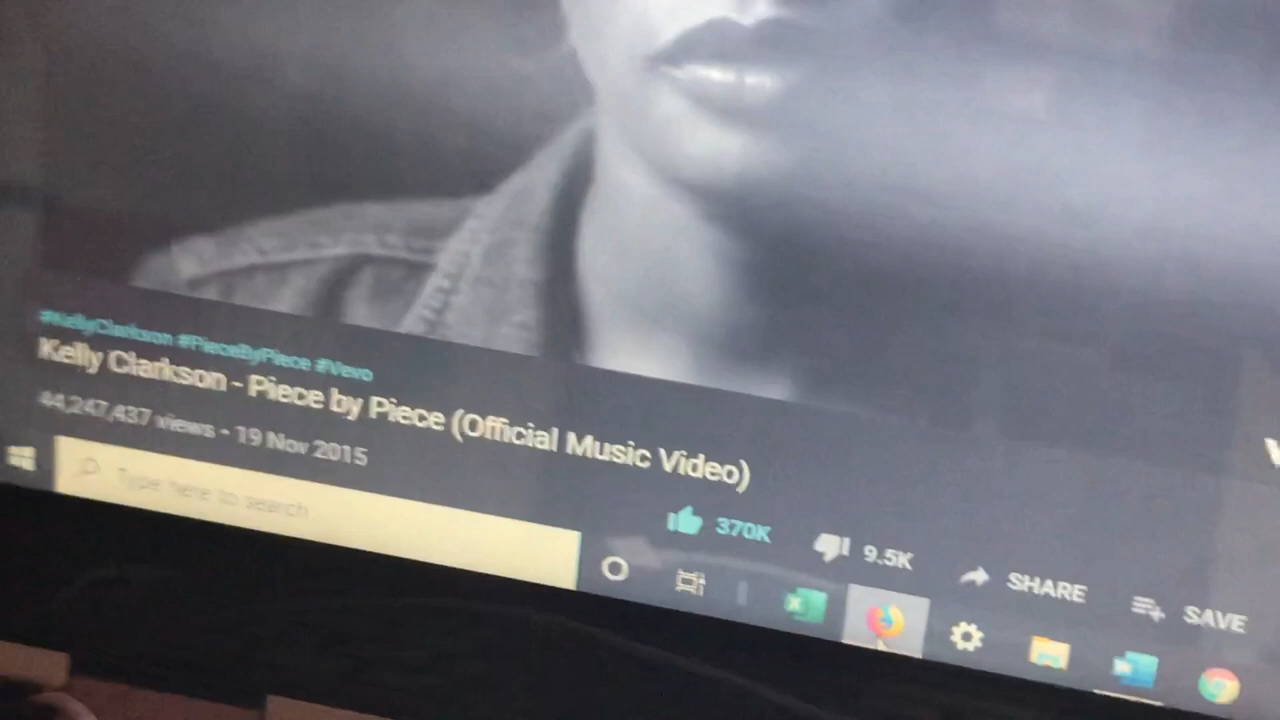 #KellyClarkson #PieceByPiece #Vevo
Kelly Clarkson - Piece by Piece (Official Music Video)
44,247,437 views • 19 Nov 2015
370K
9.5K
SHARE
SAVE
Type here to search